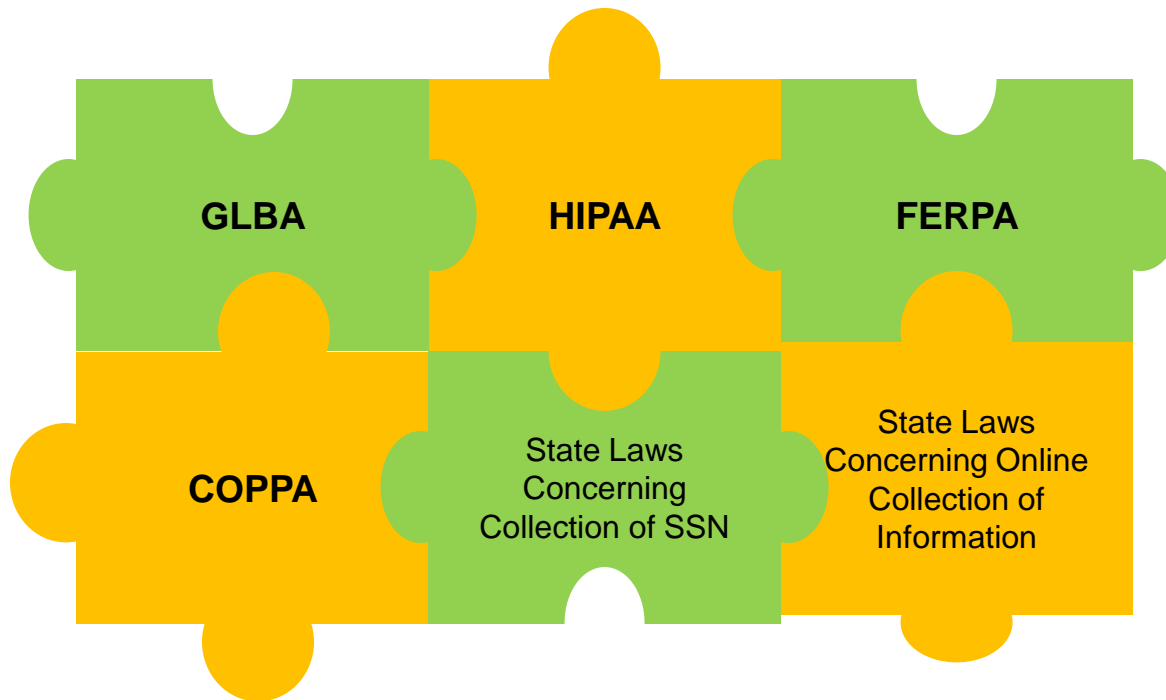 GLBA
HIPAA
FERPA
COPPA
State Laws
Concerning
Collection of SSN
State Laws
Concerning Online
Collection of
Information